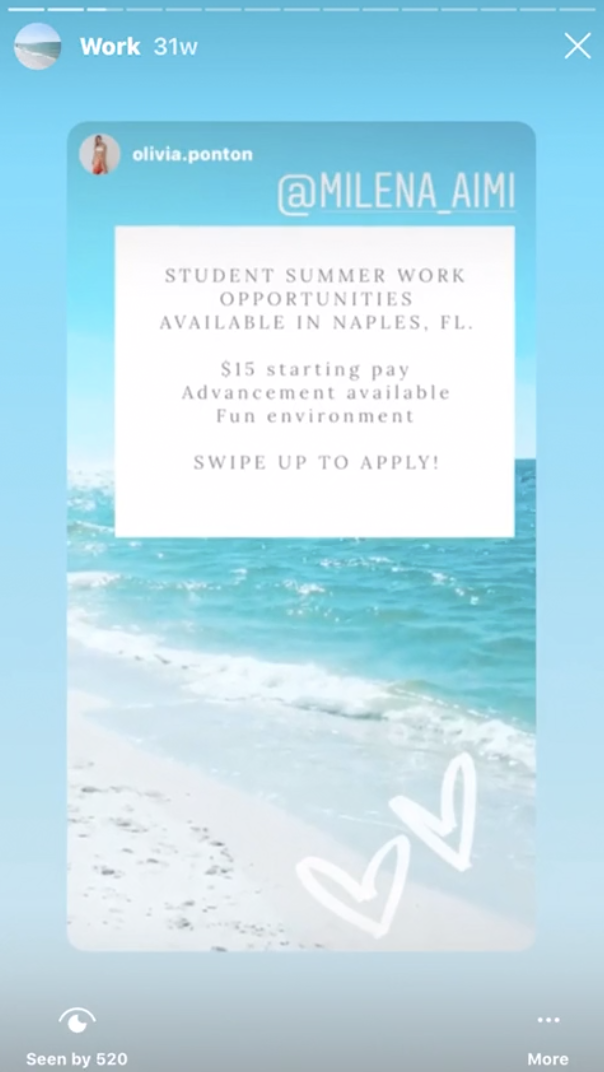 Work 31w
olivia.ponton
@MILENA_AIMI
STUDENT SUMMER WORK
OPPORTUNITIES
AVAILABLE IN NAPLES, FL.
$15 starting pay
Advancement available
Fun environment
SWIPE UP TO APPLY!
Seen by 520
More